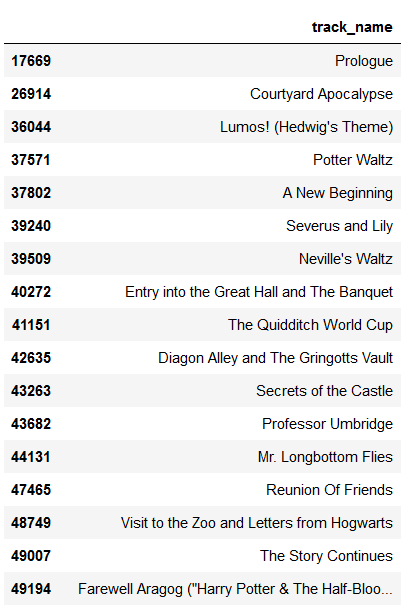 track_name
17669 Prologue
26914 Courtyard Apocalypse
36044 Lumos! (Hedwig's Theme)
37571 Potter Waltz
37802 A New Beginning
39240 Severus and Lily
39509 Neville's Waltz
40272 Entry into the Great Hall and The Banquet
41151 The Quidditch World Cup
42635 Diagon Alley and The Gringotts Vault
43263 Secrets of the Castle
43682 Professor Umbridge
44131 Mr. Longbottom Flies
47465 Reunion Of Friends
48749 Visit to the Zoo and Letters from Hogwarts
49007 The Story Continues
49194 Farewell Aragog ("Harry Potter & The Half-Bloo...